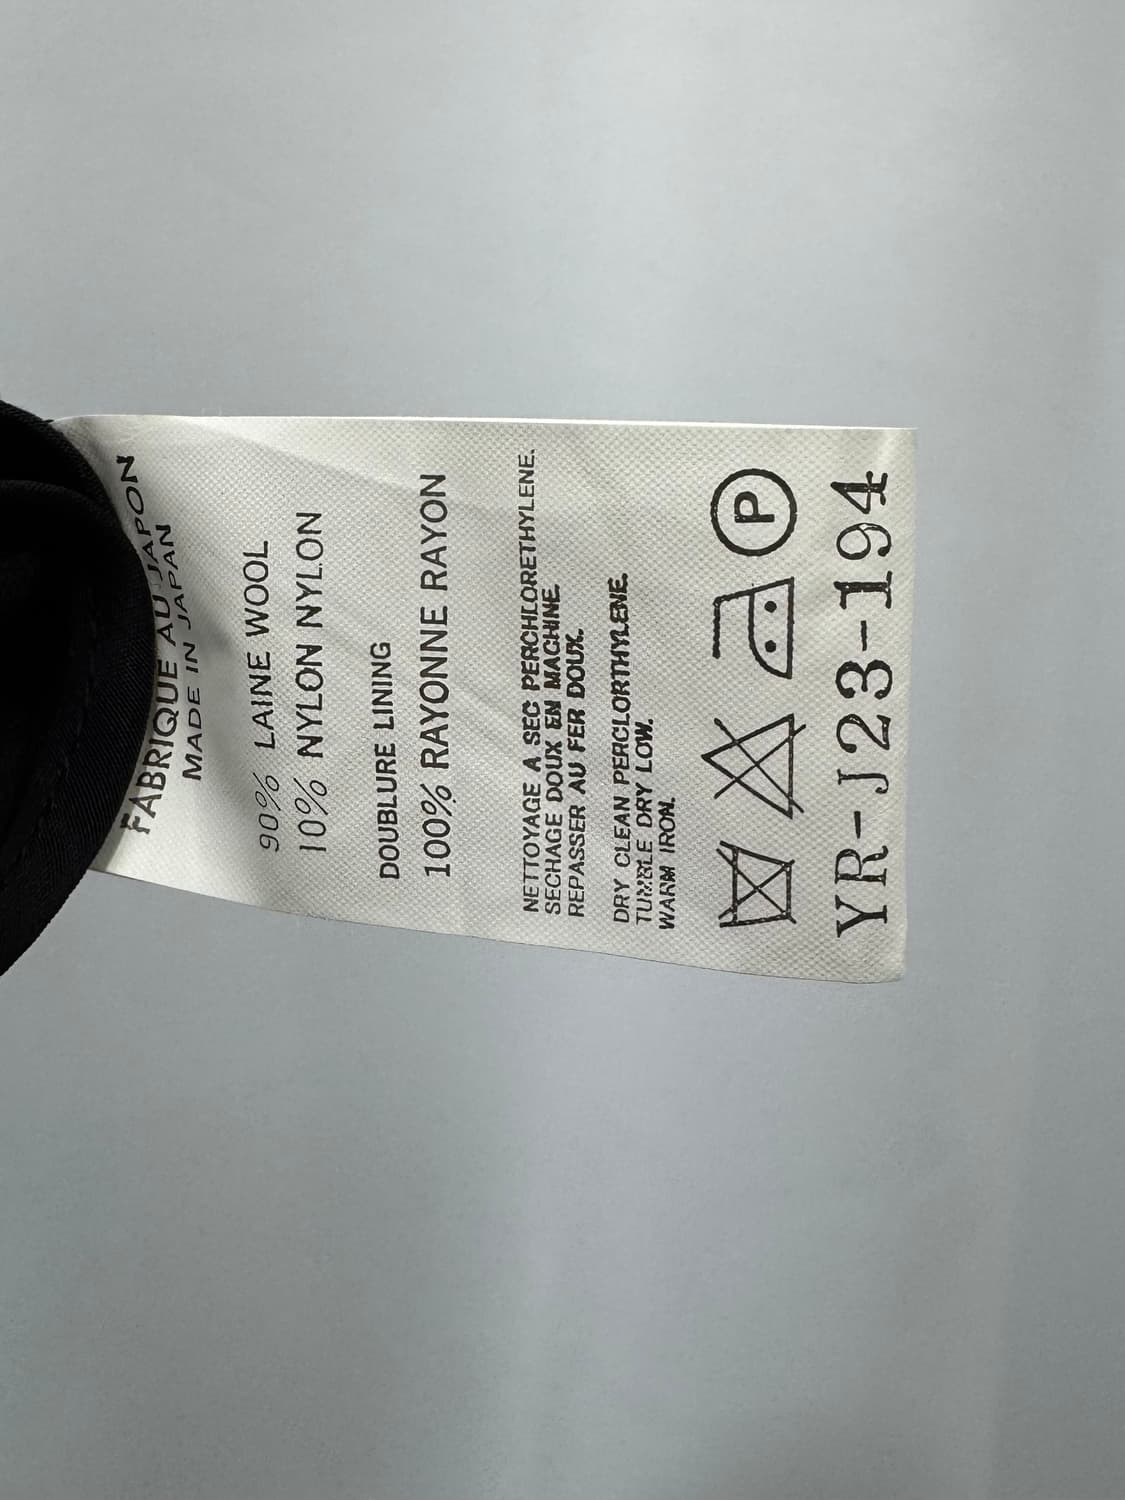 FABRIQUE AU JAPON
MADE IN JAPAN
90% LAINE WOOL
10% NYLON NYLON
DOUBLURE LINING
100% RAYONNE RAYON
NETTOYAGE A SEC PERCHLORETHYLENE.
SECHAGE DOUX EN MACHINE.
REPASSER AU FER DOUX.
DRY CLEAN PERCLORTHYLENE.
TUMBLE DRY LOW.
WARM IRON.
P
YR-J23-194